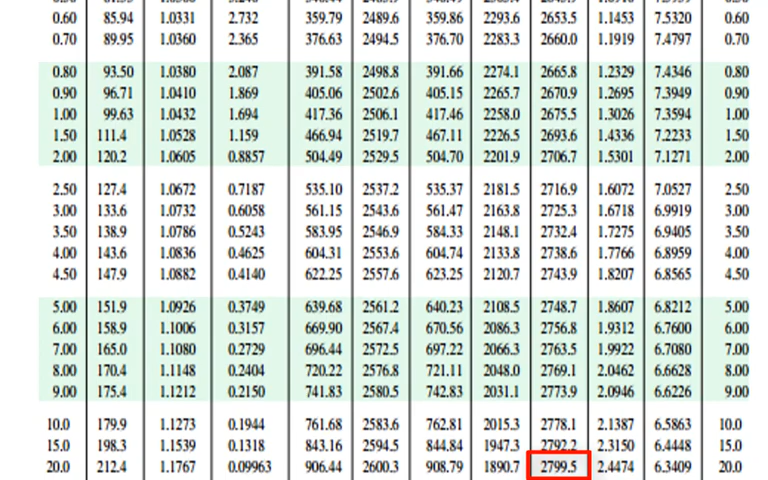 0.60 85.94 1.0331 2.732 359.79 2489.6 359.86 2293.6 2653.5 1.1453 7.5320 0.60
0.70 89.95 1.0360 2.365 376.63 2494.5 376.70 2283.3 2660.0 1.1919 7.4797 0.70
0.80 93.50 1.0380 2.087 391.58 2498.8 391.66 2274.1 2665.8 1.2329 7.4346 0.80
0.90 96.71 1.0410 1.869 405.06 2502.6 405.15 2265.7 2670.9 1.2695 7.3949 0.90
1.00 99.63 1.0432 1.694 417.36 2506.1 417.46 2258.0 2675.5 1.3026 7.3594 1.00
1.50 111.4 1.0528 1.159 466.94 2519.7 467.11 2226.5 2693.6 1.4336 7.2233 1.50
2.00 120.2 1.0605 0.8857 504.49 2529.5 504.70 2201.9 2706.7 1.5301 7.1271 2.00
2.50 127.4 1.0672 0.7187 535.10 2537.2 535.37 2181.5 2716.9 1.6072 7.0527 2.50
3.00 133.6 1.0732 0.6058 561.15 2543.6 561.47 2163.8 2725.3 1.6718 6.9919 3.00
3.50 138.9 1.0786 0.5243 583.95 2546.9 584.33 2148.1 2732.4 1.7275 6.9405 3.50
4.00 143.6 1.0836 0.4625 604.31 2553.6 604.74 2133.8 2738.6 1.7766 6.8959 4.00
4.50 147.9 1.0882 0.4140 622.25 2557.6 623.25 2120.7 2743.9 1.8207 6.8565 4.50
5.00 151.9 1.0926 0.3749 639.68 2561.2 640.23 2108.5 2748.7 1.8607 6.8212 5.00
6.00 158.9 1.1006 0.3157 669.90 2567.4 670.56 2086.3 2756.8 1.9312 6.7600 6.00
7.00 165.0 1.1080 0.2729 696.44 2572.5 697.22 2066.3 2763.5 1.9922 6.7080 7.00
8.00 170.4 1.1148 0.2404 720.22 2576.8 721.11 2048.0 2769.1 2.0462 6.6628 8.00
9.00 175.4 1.1212 0.2150 741.83 2580.5 742.83 2031.1 2773.9 2.0946 6.6226 9.00
10.0 179.9 1.1273 0.1944 761.68 2583.6 762.81 2015.3 2778.1 2.1387 6.5863 10.0
15.0 198.3 1.1539 0.1318 843.16 2594.5 844.84 1947.3 2792.2 2.3150 6.4448 15.0
20.0 212.4 1.1767 0.09963 906.44 2600.3 908.79 1890.7 2799.5 2.4474 6.3409 20.0